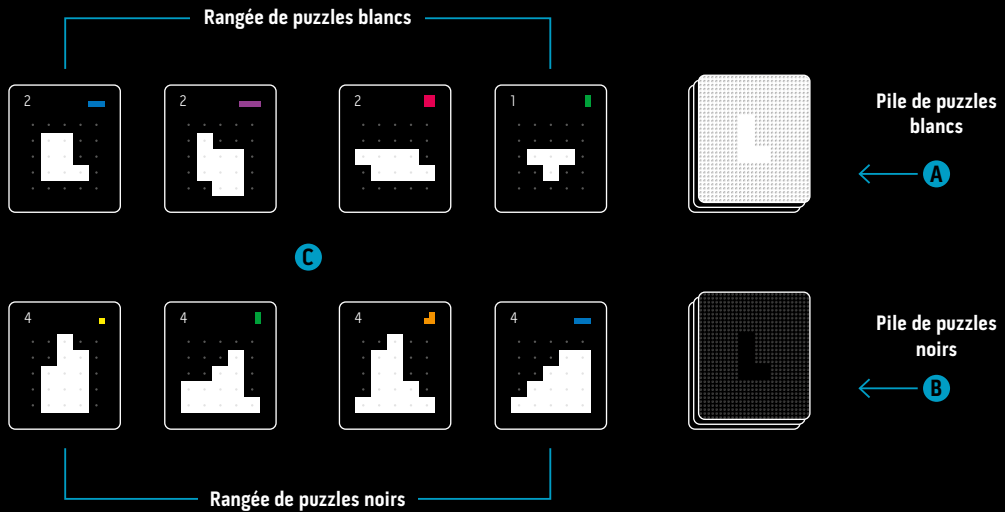 Rangée de puzzles blancs
2
2
2
1
Pile de puzzles
blancs
A
C
4
4
4
4
Pile de puzzles
noirs
B
Rangée de puzzles noirs